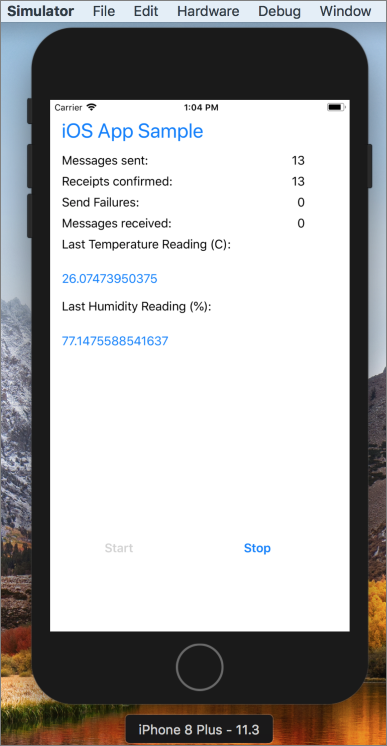 Simulator File Edit Hardware Debug Window
Carrier 1:04 PM
iOS App Sample
Messages sent: 13
Receipts confirmed: 13
Send Failures: 0
Messages received: 0
Last Temperature Reading (C):
26.07473950375
Last Humidity Reading (%):
77.1475588541637
Start Stop
iPhone 8 Plus - 11.3